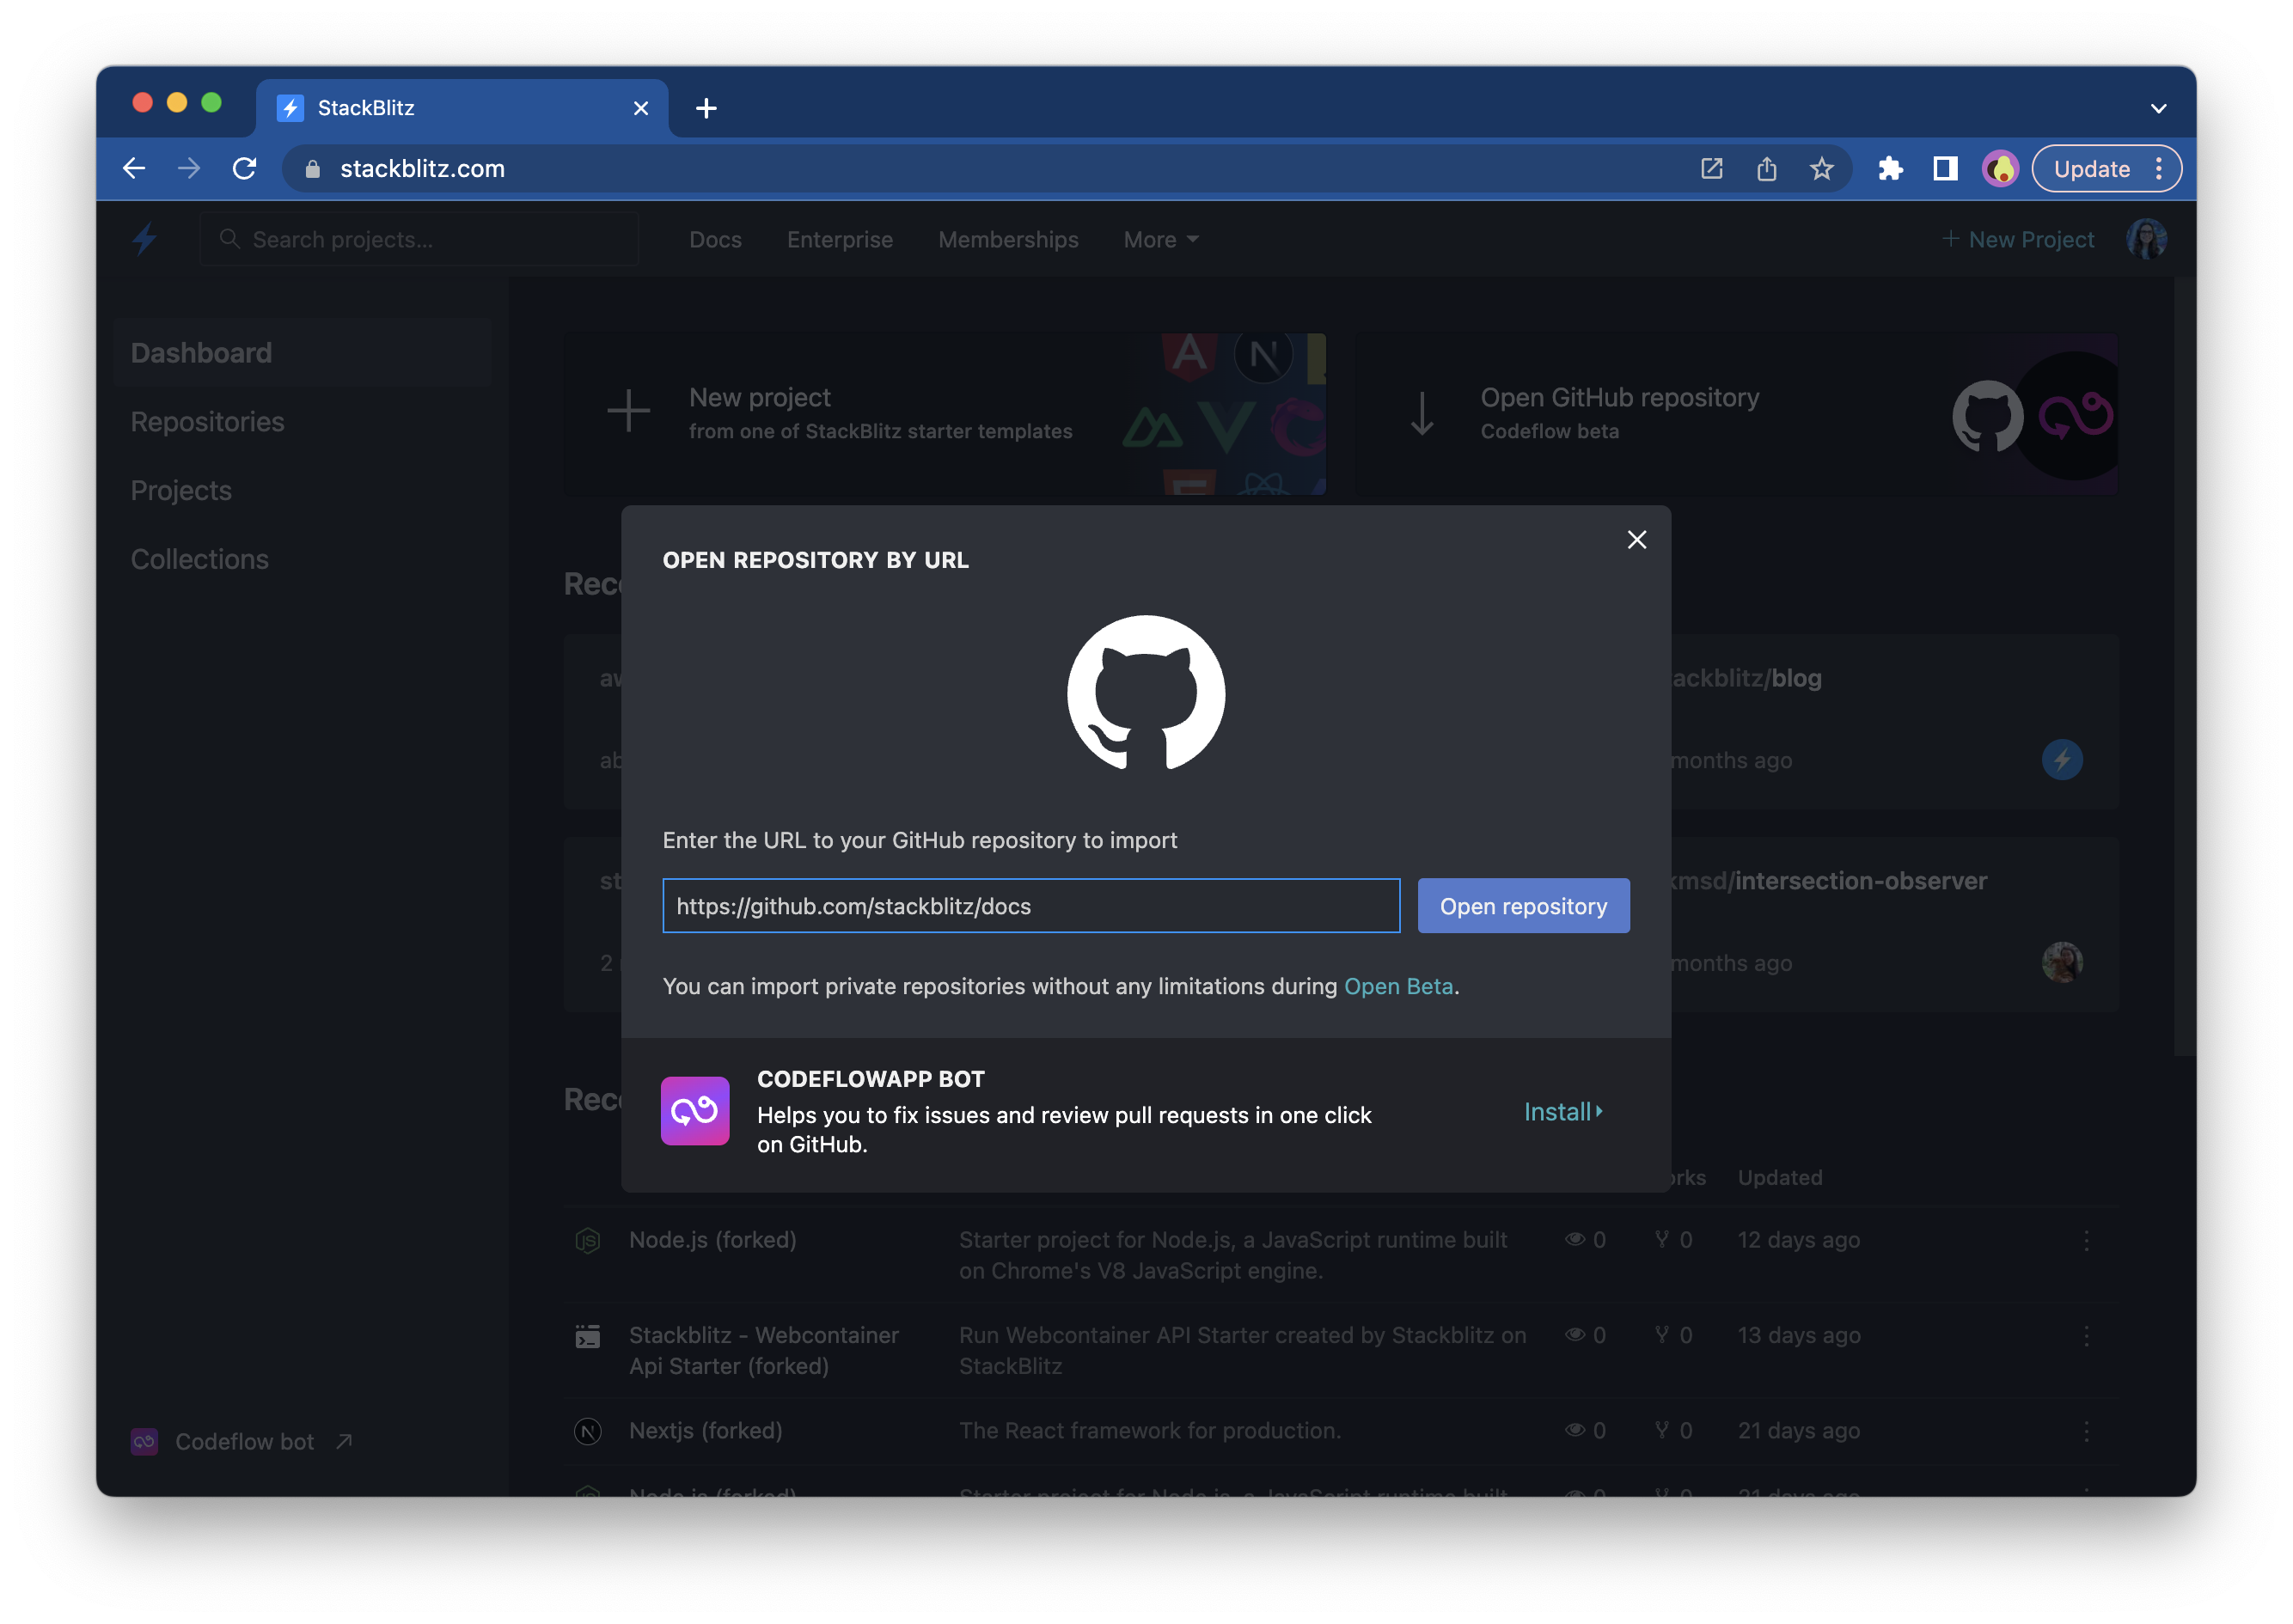 StackBlitz
stackblitz.com
Update
Search projects...
Docs
Enterprise
Memberships
More
New Project
Dashboard
Repositories
Projects
Collections
New project
from one of StackBlitz starter templates
Open GitHub repository
Codeflow beta
OPEN REPOSITORY BY URL
ackblitz/blog
months ago
Enter the URL to your GitHub repository to import
https://github.com/stackblitz/docs
Open repository
/intersection-observer
months ago
You can import private repositories without any limitations during Open Beta.
CODEFLOWAPP BOT
Helps you to fix issues and review pull requests in one click
on GitHub.
Install
Updated
Node.js (forked)
Starter project for Node.js, a JavaScript runtime built
on Chrome's V8 JavaScript engine.
0
0
12 days ago
Stackblitz - Webcontainer
Api Starter (forked)
Run Webcontainer API Starter created by Stackblitz on
StackBlitz
0
0
13 days ago
Nextjs (forked)
The React framework for production.
0
0
21 days ago
Node.js (forked)
Starter project for Node.js, a JavaScript runtime built
0
0
21 days ago
Codeflow bot